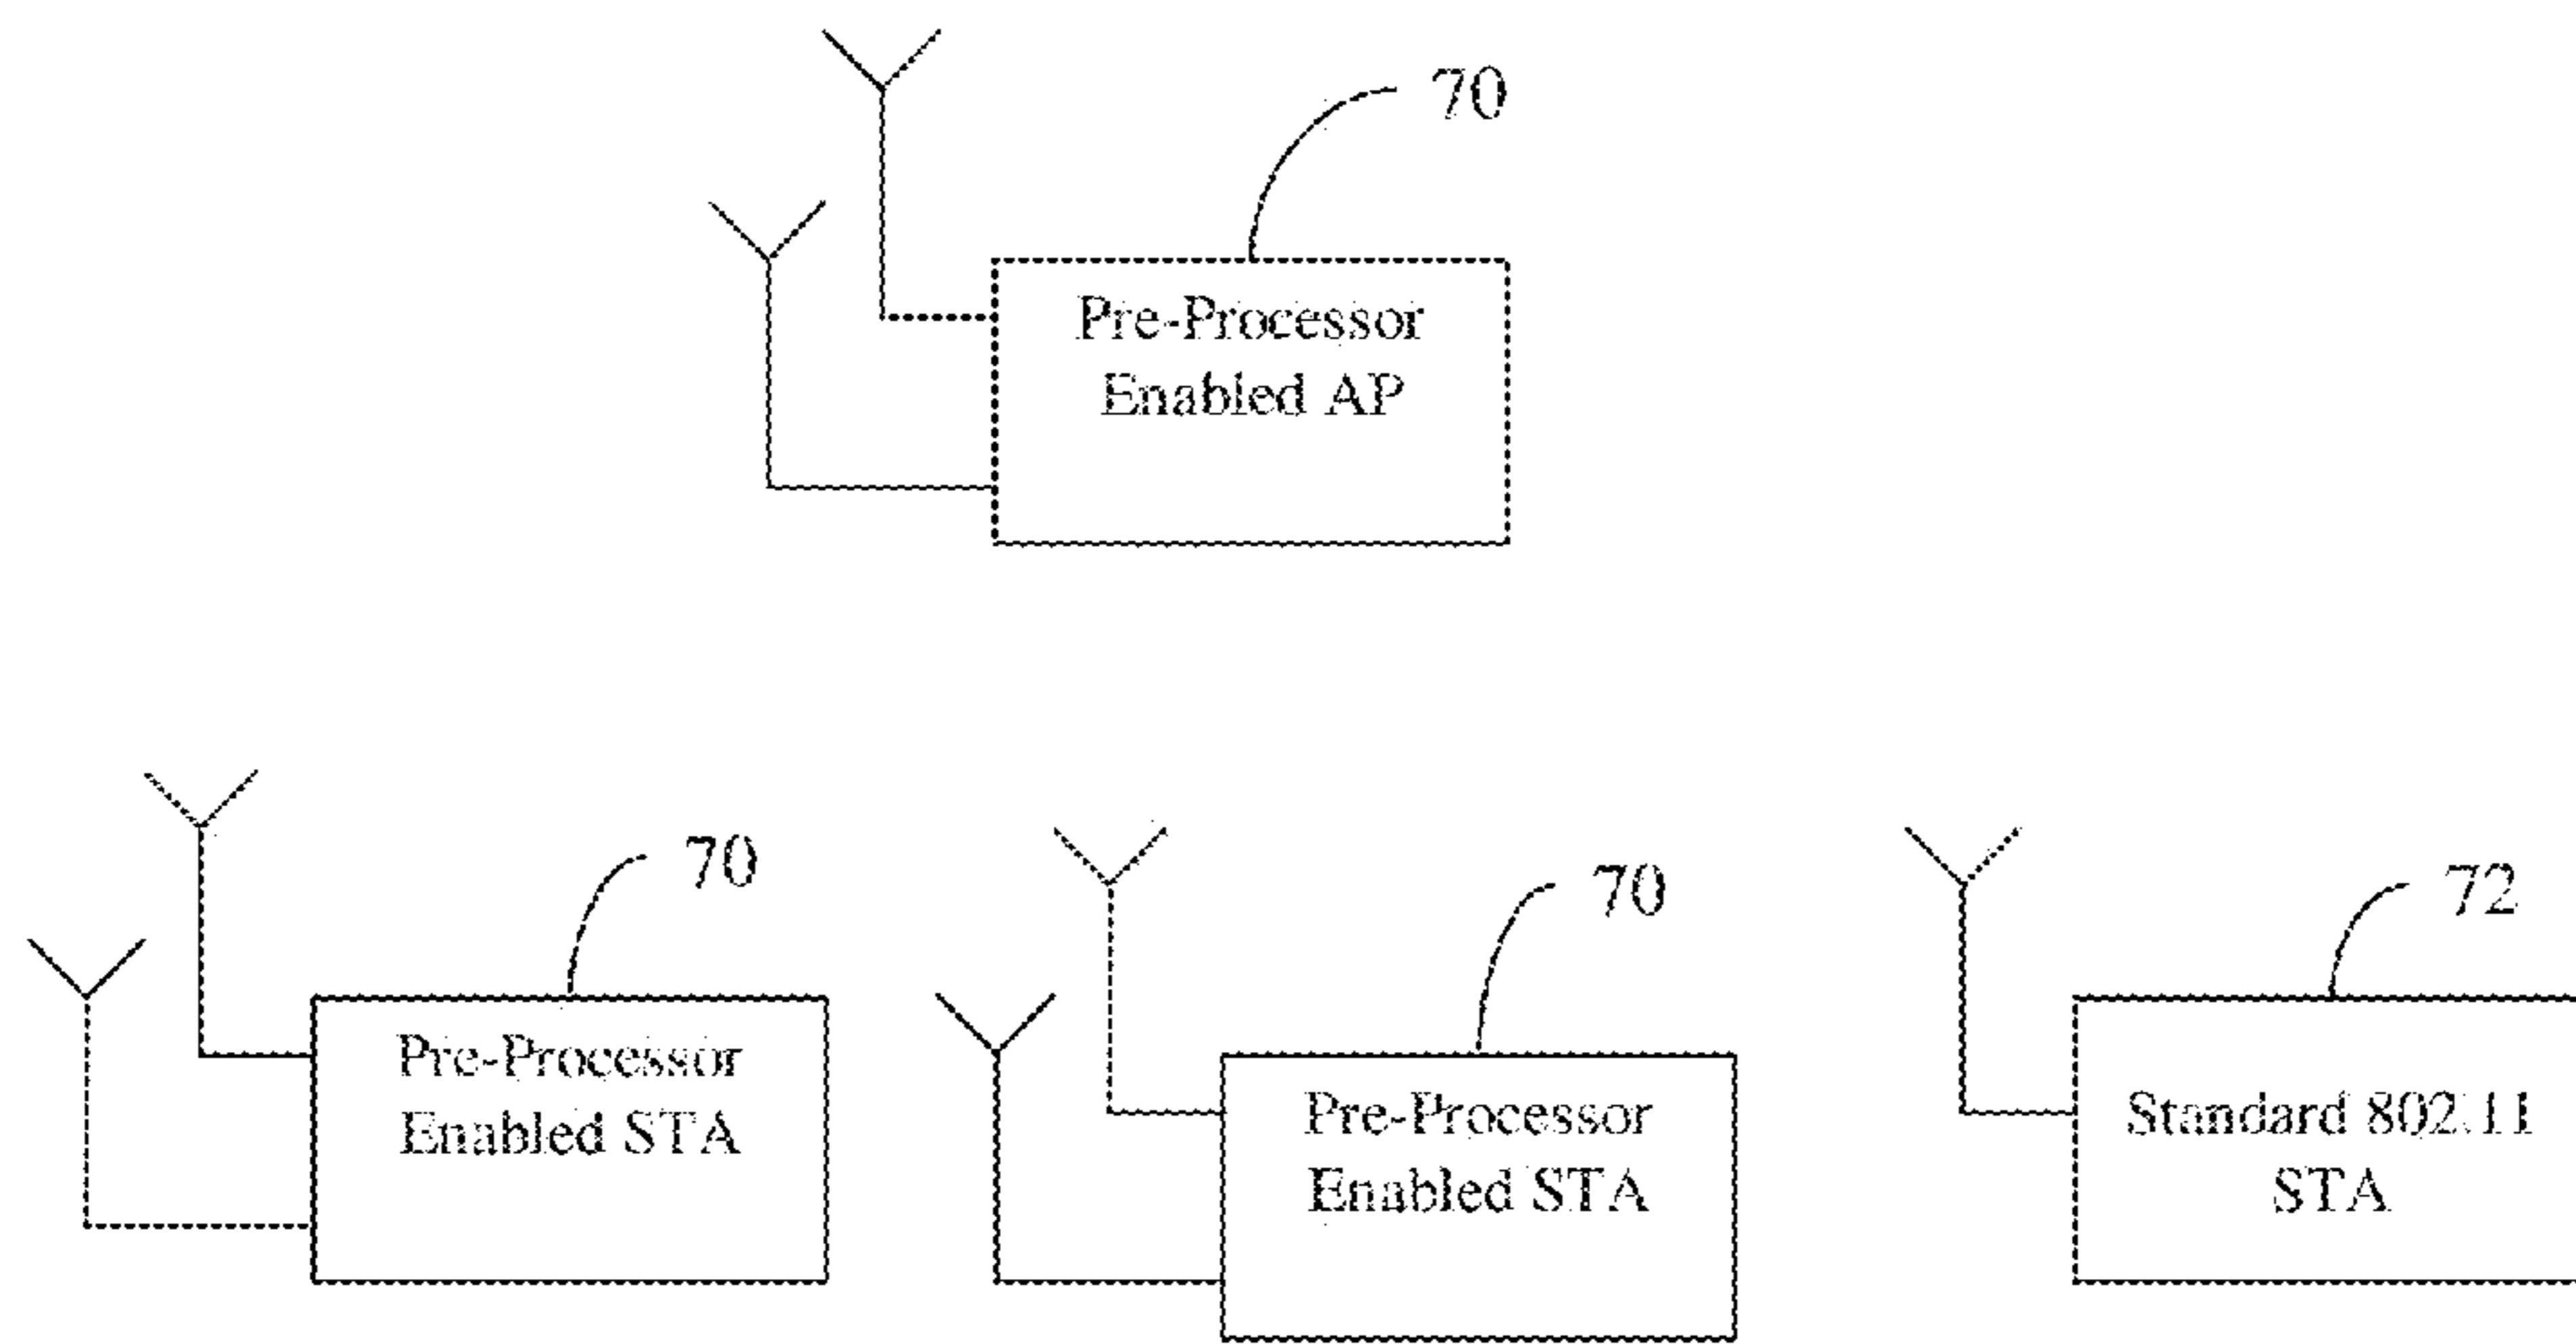 70
Pre-Processor
Enabled AP
70
Pre-Processor
Enabled STA
70
Pre-Processor
Enabled STA
72
Standard 802.11
STA